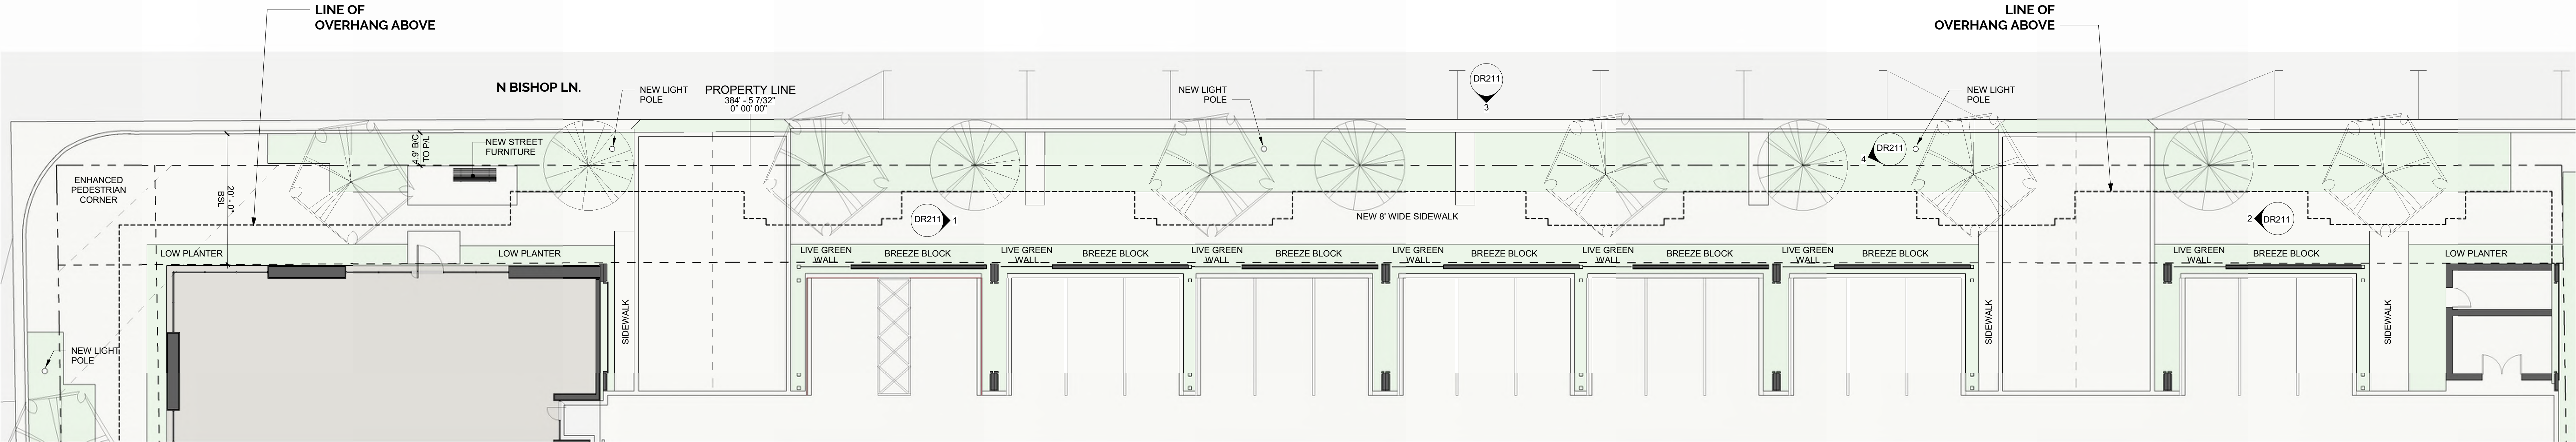 LINE OF
OVERHANG ABOVE
LINE OF
OVERHANG ABOVE
N BISHOP LN.
NEW LIGHT
POLE
PROPERTY LINE
384' - 5 7/32"
0° 00' 00"
NEW LIGHT
POLE
DR211
3
NEW LIGHT
POLE
4.9' B/C
TO P/L
NEW STREET
FURNITURE
DR211
4
ENHANCED
PEDESTRIAN
CORNER
20' - 0"
BSL
DR211
1
NEW 8' WIDE SIDEWALK
2
DR211
LOW PLANTER
LOW PLANTER
LIVE GREEN
WALL
BREEZE BLOCK
LIVE GREEN
WALL
BREEZE BLOCK
LIVE GREEN
WALL
BREEZE BLOCK
LIVE GREEN
WALL
BREEZE BLOCK
LIVE GREEN
WALL
BREEZE BLOCK
LIVE GREEN
WALL
BREEZE BLOCK
LIVE GREEN
WALL
BREEZE BLOCK
LOW PLANTER
SIDEWALK
SIDEWALK
SIDEWALK
NEW LIGHT
POLE